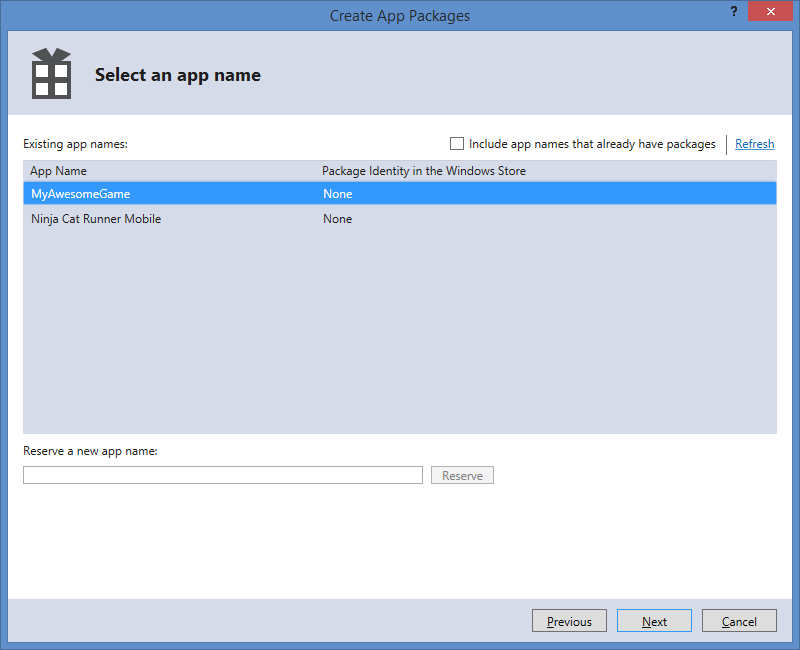 Create App Packages
?
Select an app name
Existing app names:
Include app names that already have packages
Refresh
App Name Package Identity in the Windows Store
MyAwesomeGame None
Ninja Cat Runner Mobile None
Reserve a new app name:
Reserve
Previous Next Cancel